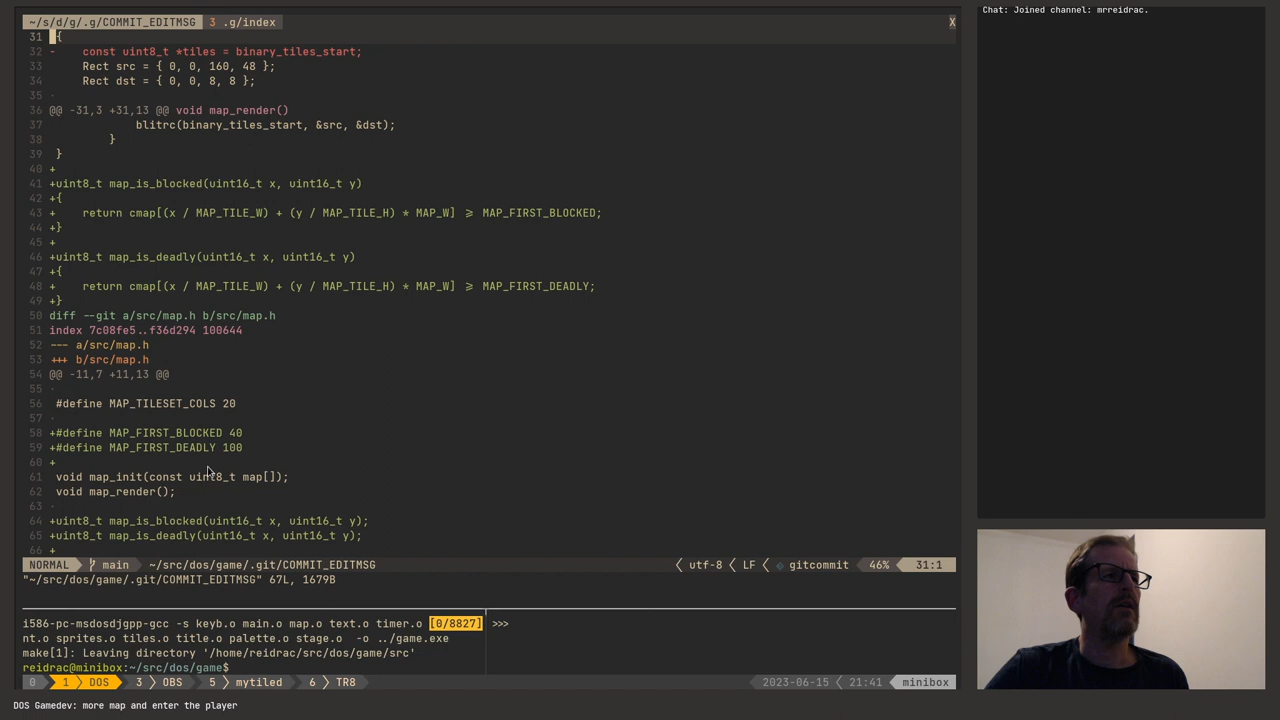 ~/s/d/g/.g/COMMIT_EDITMSG 3 .g/index X
31 {
32 -    const uint8_t *tiles = binary_tiles_start;
33      Rect src = { 0, 0, 160, 48 };
34      Rect dst = { 0, 0, 8, 8 };
35
36 @@ -31,3 +31,13 @@ void map_render()
37              blitrc(binary_tiles_start, &src, &dst);
38          }
39  }
40 +
41 +uint8_t map_is_blocked(uint16_t x, uint16_t y)
42 +{
43 +    return cmap[(x / MAP_TILE_W) + (y / MAP_TILE_H) * MAP_W] ⩾ MAP_FIRST_BLOCKED;
44 +}
45 +
46 +uint8_t map_is_deadly(uint16_t x, uint16_t y)
47 +{
48 +    return cmap[(x / MAP_TILE_W) + (y / MAP_TILE_H) * MAP_W] ⩾ MAP_FIRST_DEADLY;
49 +}
50 diff --git a/src/map.h b/src/map.h
51 index 7c08fe5..f36d294 100644
52 --- a/src/map.h
53 +++ b/src/map.h
54 @@ -11,7 +11,13 @@
55
56  #define MAP_TILESET_COLS 20
57
58 +#define MAP_FIRST_BLOCKED 40
59 +#define MAP_FIRST_DEADLY 100
60 +
61  void map_init(const uint8_t map[]);
62  void map_render();
63
64 +uint8_t map_is_blocked(uint16_t x, uint16_t y);
65 +uint8_t map_is_deadly(uint16_t x, uint16_t y);
66 +
NORMAL main ~/src/dos/game/.git/COMMIT_EDITMSG utf-8 LF gitcommit 46% 31:1
"~/src/dos/game/.git/COMMIT_EDITMSG" 67L, 1679B
i586-pc-msdosdjgpp-gcc -s keyb.o main.o map.o text.o timer.o [0/8827] >>>
nt.o sprites.o tiles.o title.o palette.o stage.o  -o ../game.exe
make[1]: Leaving directory '/home/reidrac/src/dos/game/src'
reidrac@minibox:~/src/dos/game$
0 1 DOS 3 OBS 5 mytiled 6 TR8 2023-06-15 21:41 minibox
DOS Gamedev: more map and enter the player
Chat: Joined channel: mrreidrac.